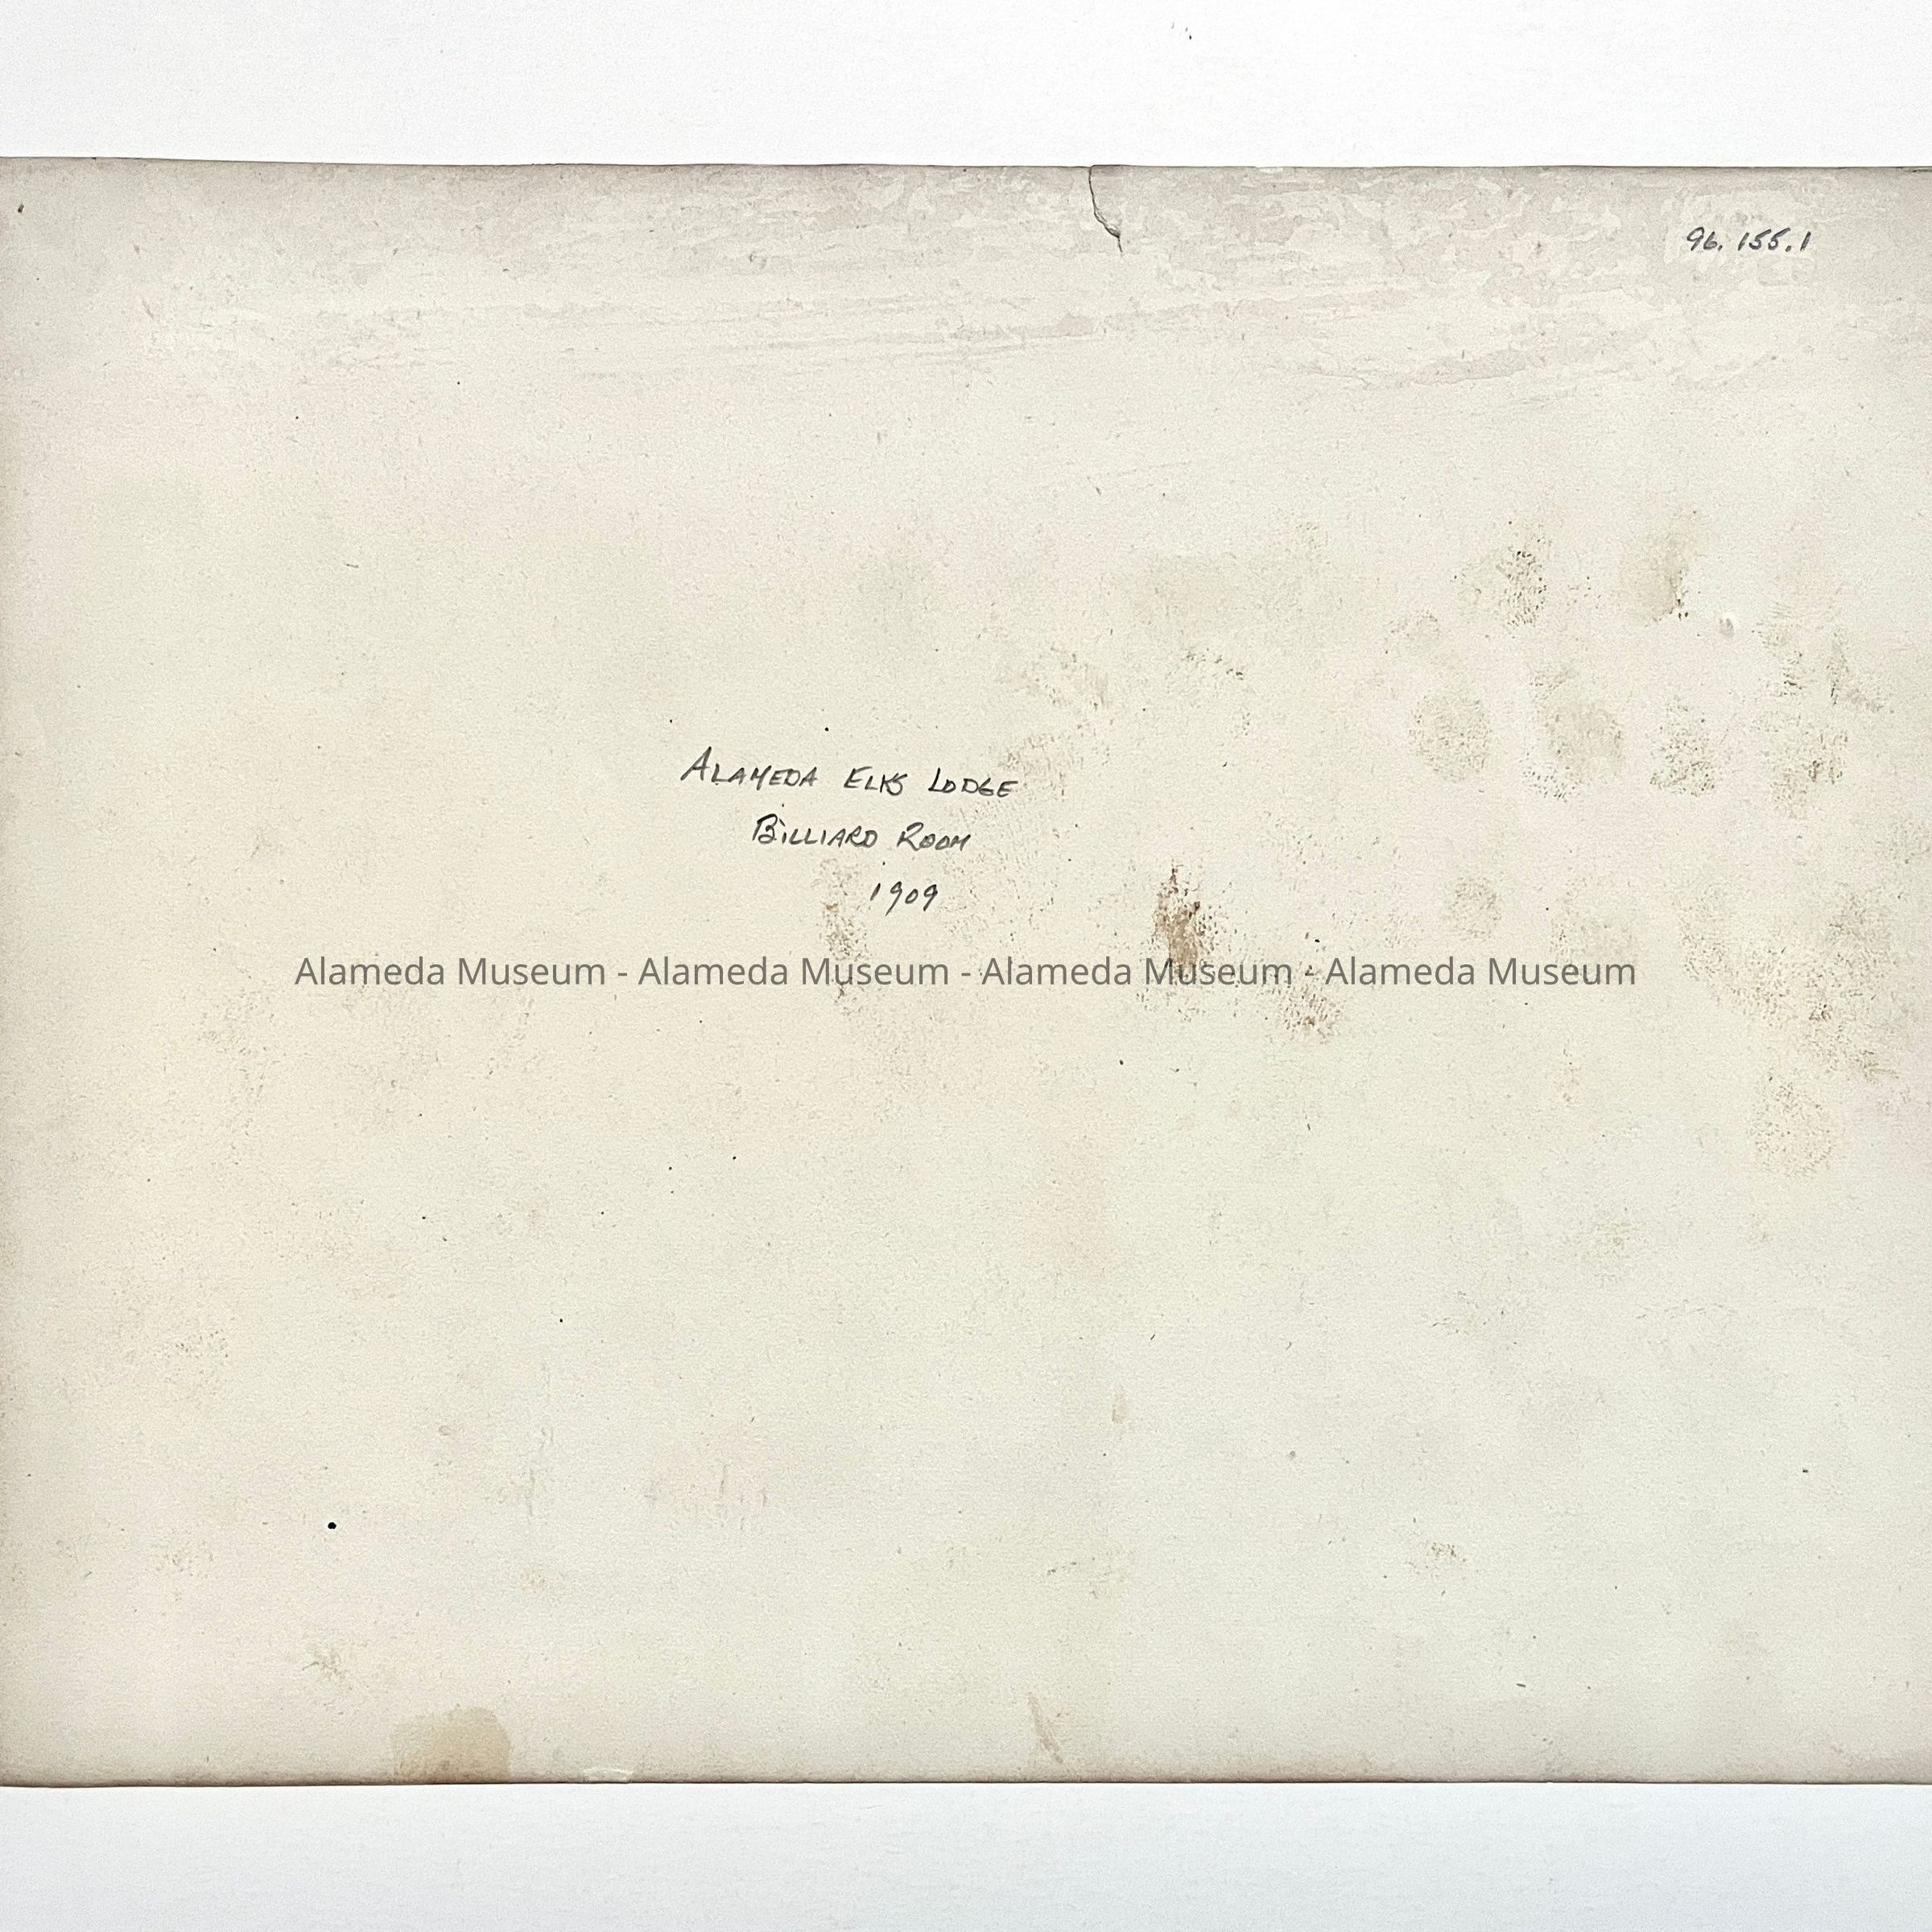 96.155.1
Alameda Elks Lodge
Billiard Room
1909
Alameda Museum - Alameda Museum - Alameda Museum - Alameda Museum